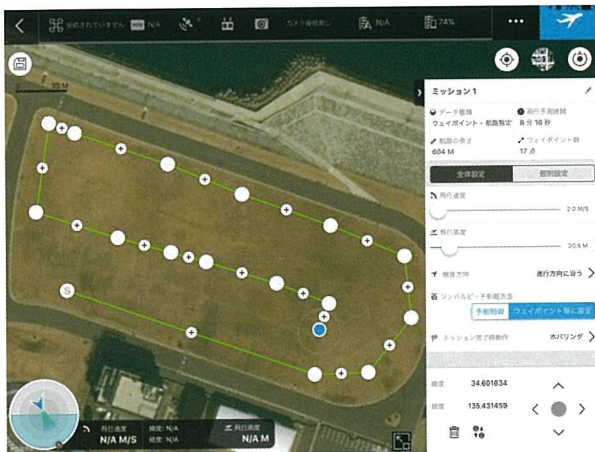 接続されていません N/A カメラ接続無し N/A 74%
ミッション 1
データ種類 飛行予測時間
ウェイポイント・航路指定 8 分 16 秒
航路の長さ ウェイポイント数
604 M 17 点
全体設定 個別設定
飛行速度
2.0 M/S
飛行高度
20.6 M
機首方向 進行方向に沿う
ジンバルピッチ制御方法
手動制御 ウェイポイント毎に設定
ミッション完了時動作 ホバリング
緯度 34.601834
経度 135.431459
S
飛行速度 緯度: N/A 飛行高度
N/A M/S 経度: N/A N/A M